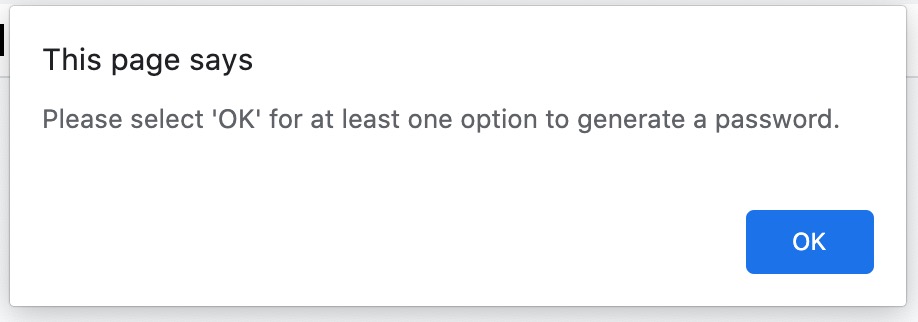 This page says
Please select 'OK' for at least one option to generate a password.
OK